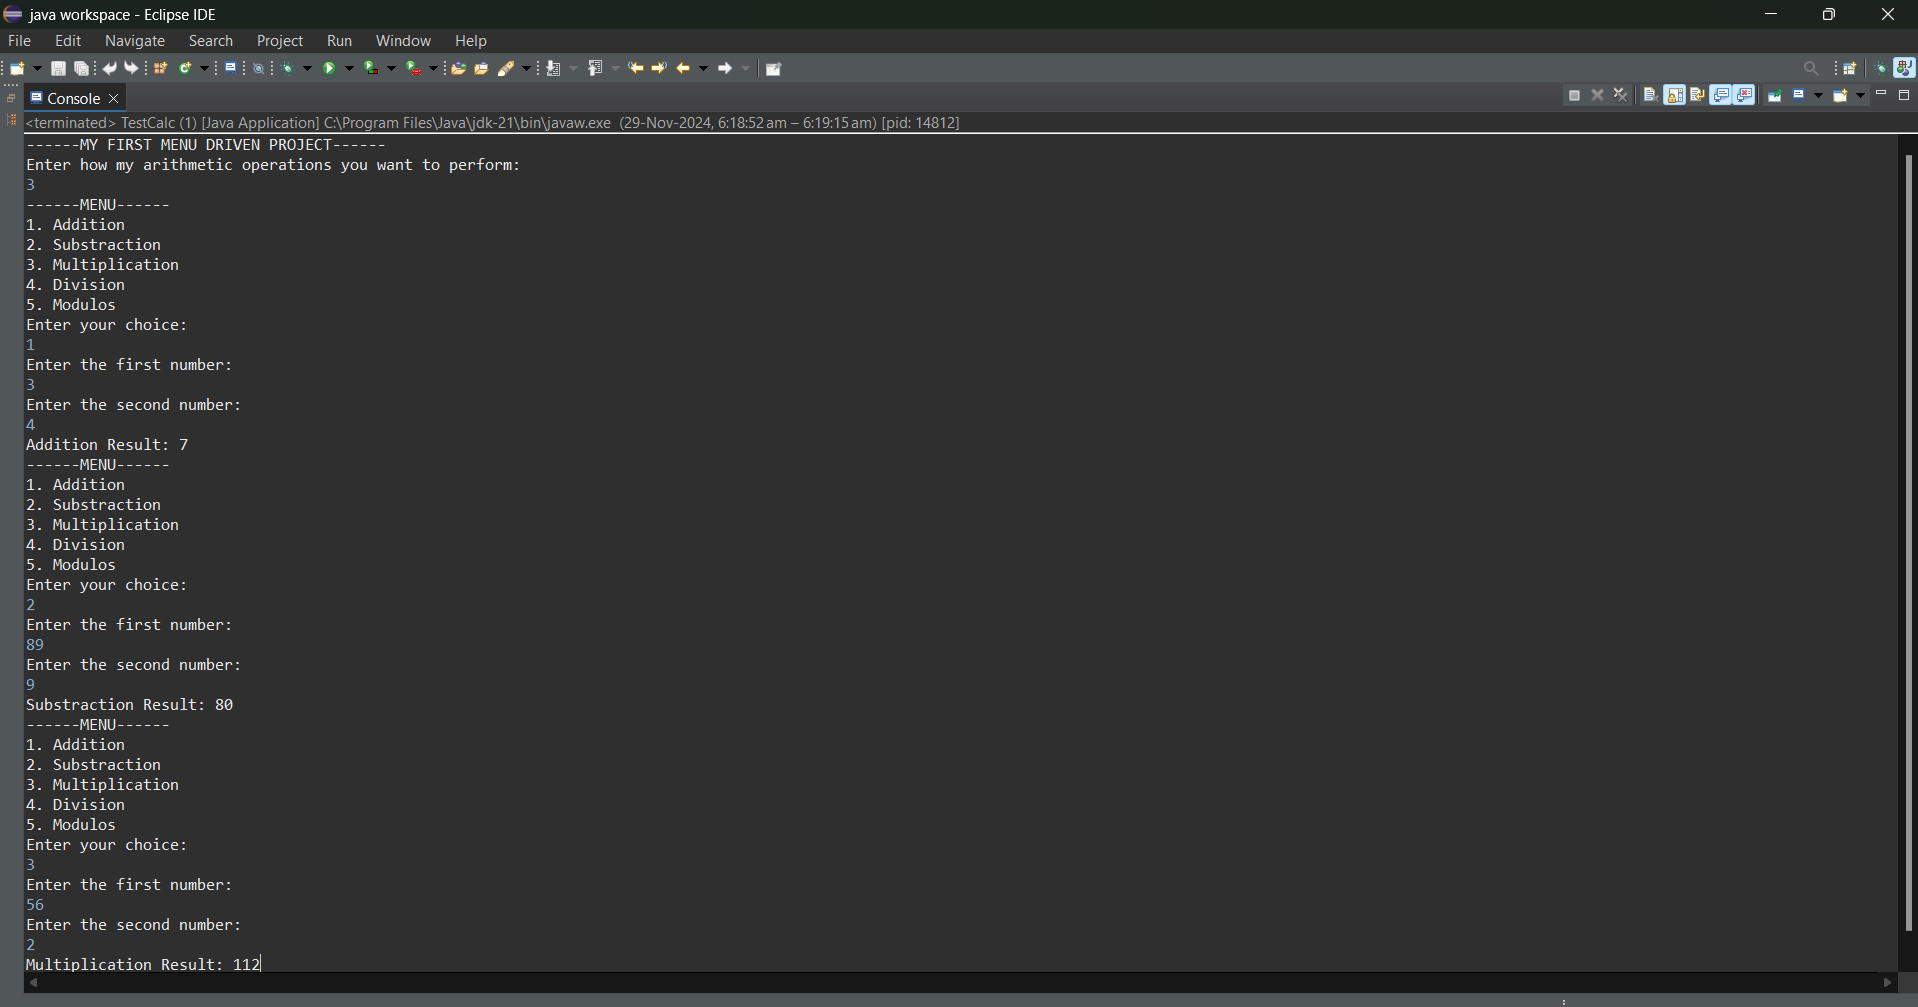 java workspace - Eclipse IDE
File Edit Navigate Search Project Run Window Help
Console
<terminated> TestCalc (1) [Java Application] C:\Program Files\Java\jdk-21\bin\javaw.exe (29-Nov-2024, 6:18:52 am – 6:19:15 am) [pid: 14812]
------MY FIRST MENU DRIVEN PROJECT------
Enter how my arithmetic operations you want to perform:
3
------MENU------
1. Addition
2. Substraction
3. Multiplication
4. Division
5. Modulos
Enter your choice:
1
Enter the first number:
3
Enter the second number:
4
Addition Result: 7
------MENU------
1. Addition
2. Substraction
3. Multiplication
4. Division
5. Modulos
Enter your choice:
2
Enter the first number:
89
Enter the second number:
9
Substraction Result: 80
------MENU------
1. Addition
2. Substraction
3. Multiplication
4. Division
5. Modulos
Enter your choice:
3
Enter the first number:
56
Enter the second number:
2
Multiplication Result: 112